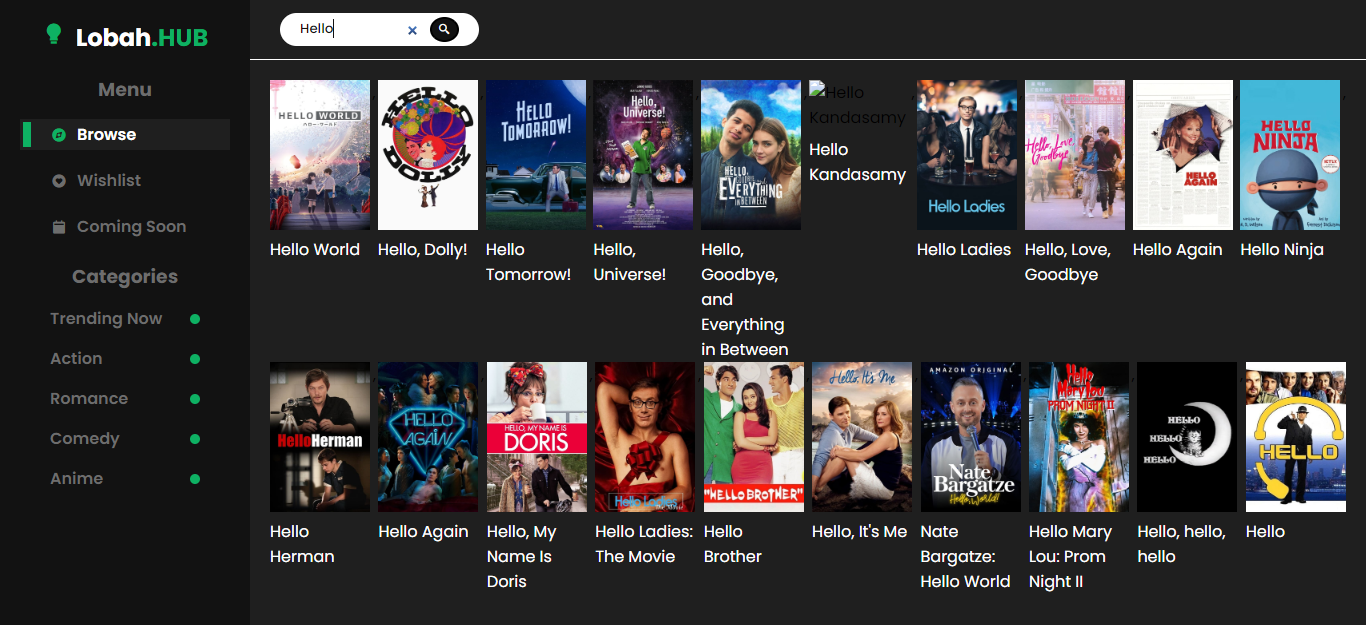 Lobah.HUB
Menu
Browse
Wishlist
Coming Soon
Categories
Trending Now
Action
Romance
Comedy
Anime
Hello
HELLO WORLD
Hello World
HELLO
DOLLY
Hello, Dolly!
HELLO
TOMORROW!
Hello
Tomorrow!
Hello,
Universe!
Hello,
Universe!
HELLO,
GOODBYE
EVERYTHING
IN BETWEEN
Hello,
Goodbye,
and
Everything
in Between
Hello
Kandasamy
Hello
Kandasamy
Hello Ladies
Hello Ladies
Hello, Love,
Goodbye
Hello, Love,
Goodbye
HELLO
AGAIN
Hello Again
HELLO
NINJA
Hello Ninja
HelloHerman
Hello
Herman
HELLO
AGAIN
Hello Again
HELLO, MY NAME IS
DORIS
Hello, My
Name Is
Doris
Hello Ladies
Hello Ladies:
The Movie
"HELLO BROTHER"
Hello
Brother
Hello, It's Me
Hello, It's Me
AMAZON ORIGINAL
Nate
Bargatze
Hello, World!
Nate
Bargatze:
Hello World
Hello
Mary Lou
PROM NIGHT II
Hello Mary
Lou: Prom
Night II
HELLO
HELLO
HELLO
Hello, hello,
hello
HELLO
Hello